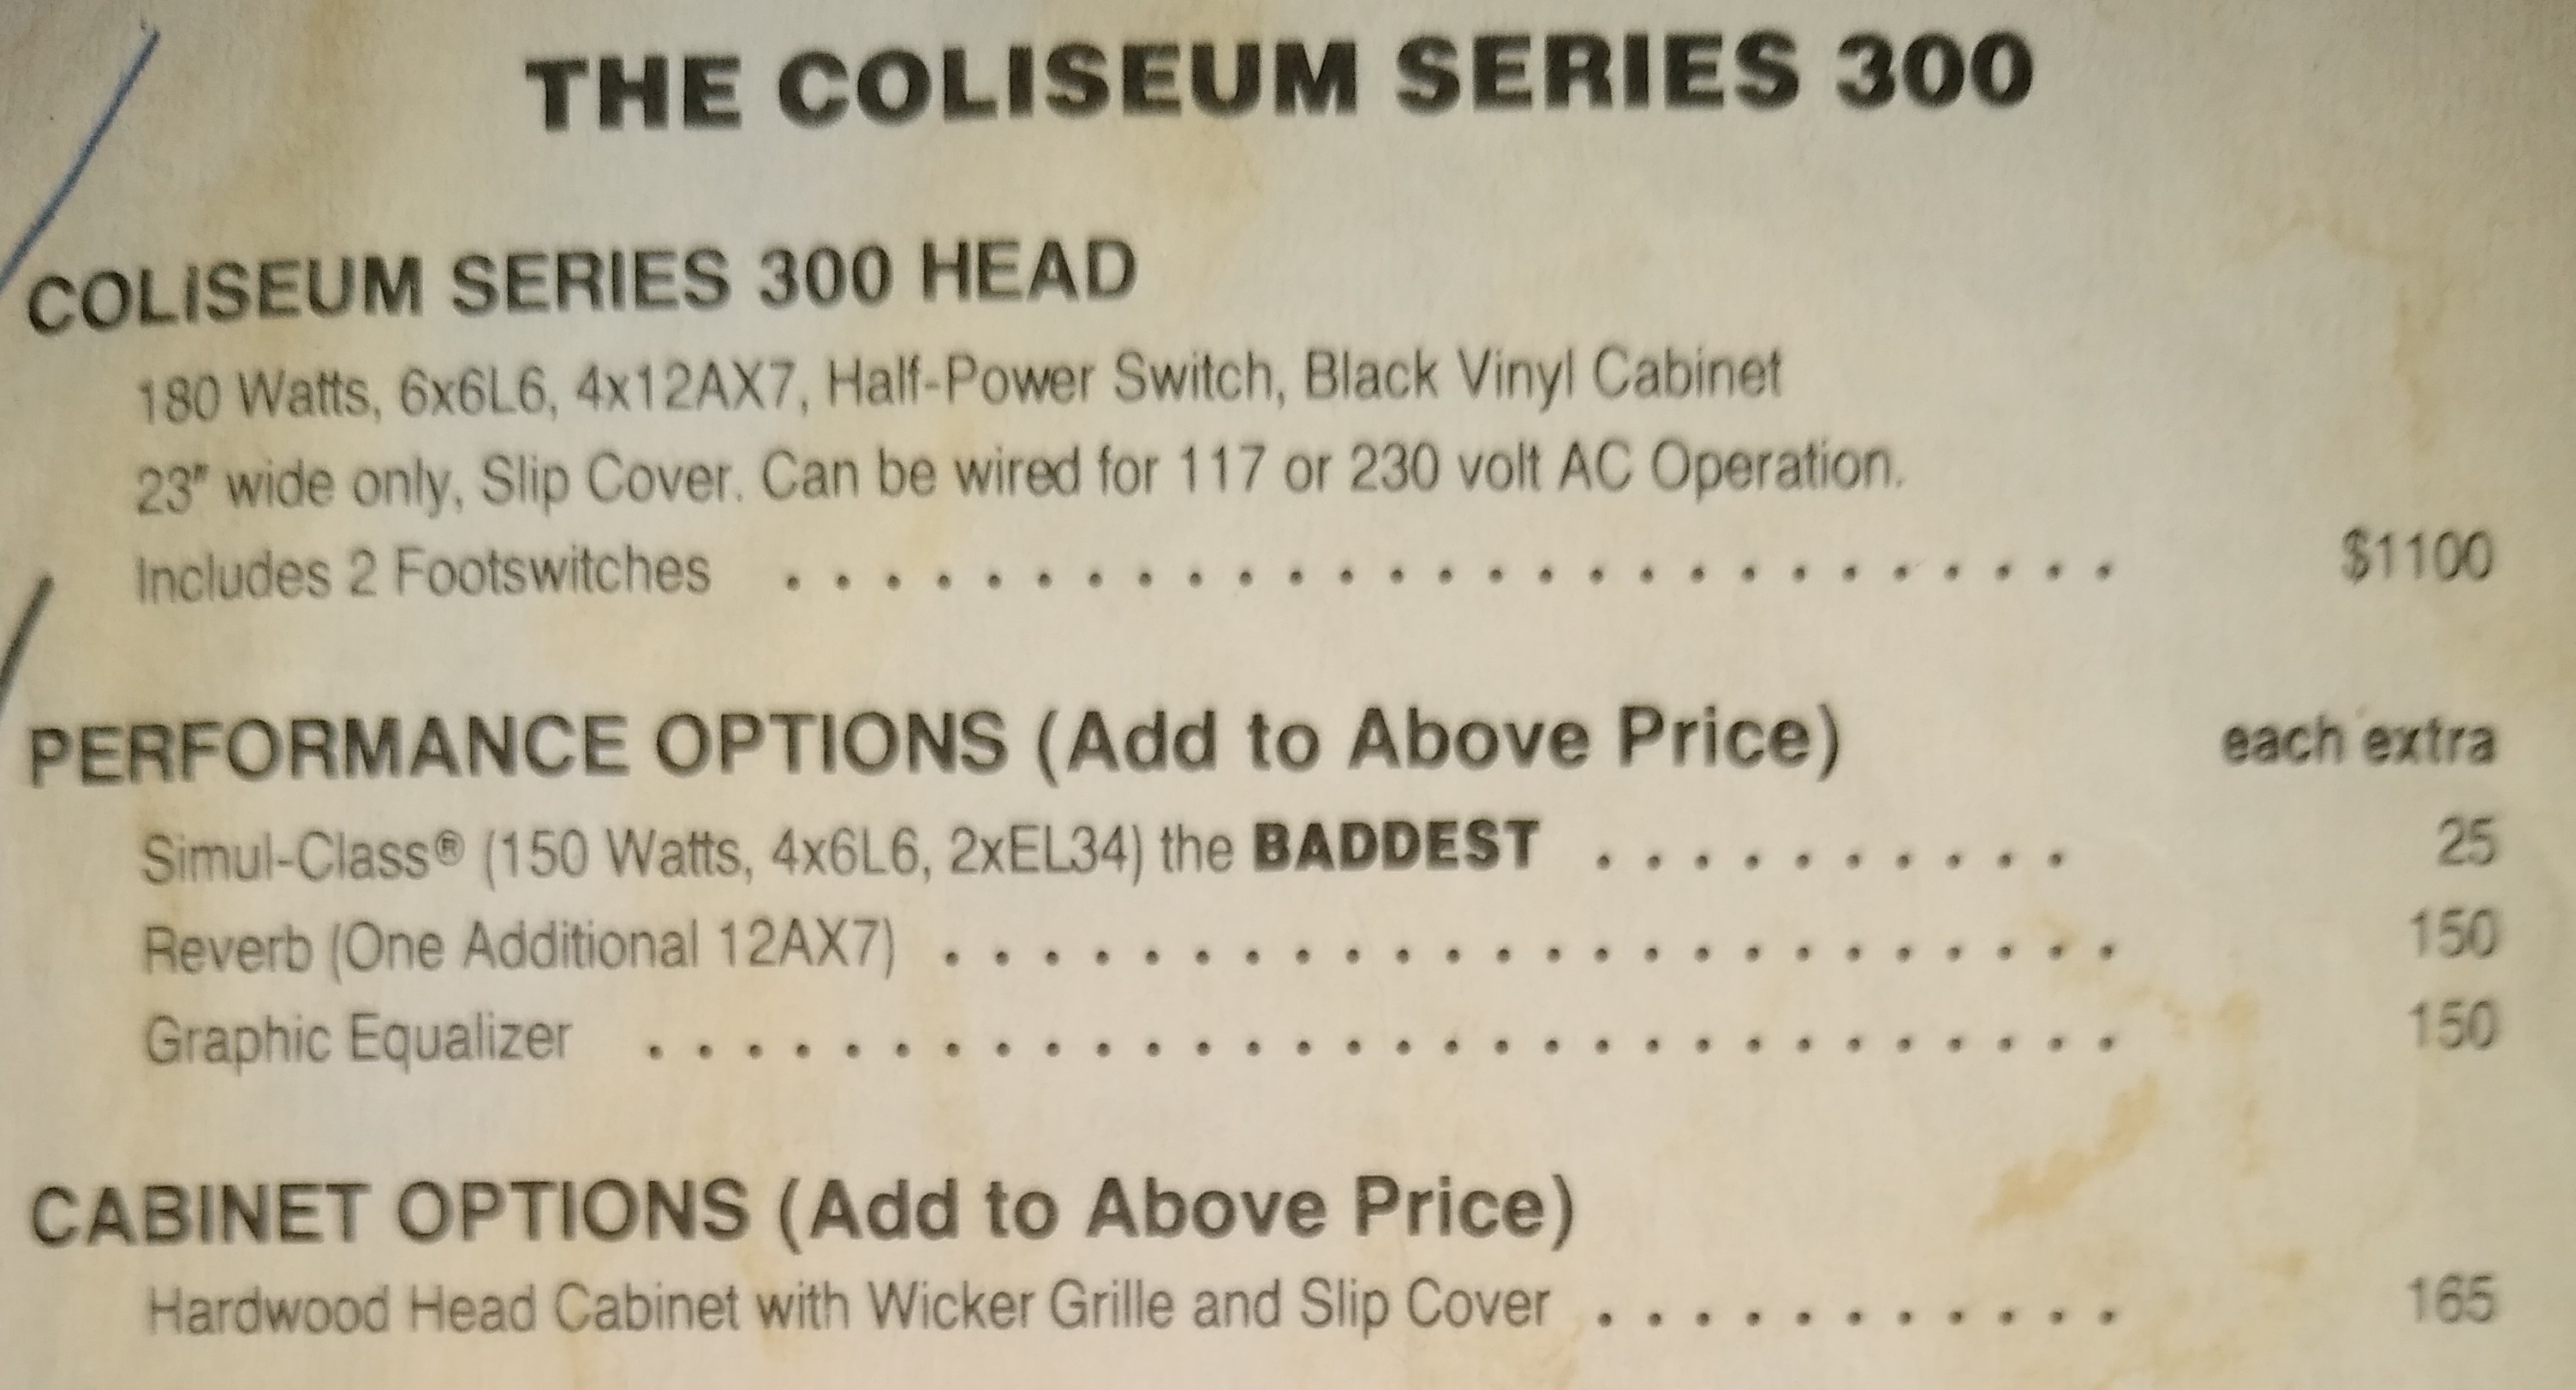 THE COLISEUM SERIES 300
COLISEUM SERIES 300 HEAD
180 Watts, 6x6L6, 4x12AX7, Half-Power Switch, Black Vinyl Cabinet
23" wide only, Slip Cover. Can be wired for 117 or 230 volt AC Operation.
Includes 2 Footswitches . . . . . . . . . . . . . . . . . . . . . . . . . . . $1100
PERFORMANCE OPTIONS (Add to Above Price) each extra
Simul-Class® (150 Watts, 4x6L6, 2xEL34) the BADDEST . . . . . . . . . . 25
Reverb (One Additional 12AX7) . . . . . . . . . . . . . . . . . . . . . . . . 150
Graphic Equalizer . . . . . . . . . . . . . . . . . . . . . . . . . . . . . . 150
CABINET OPTIONS (Add to Above Price)
Hardwood Head Cabinet with Wicker Grille and Slip Cover . . . . . . . . . . . 165